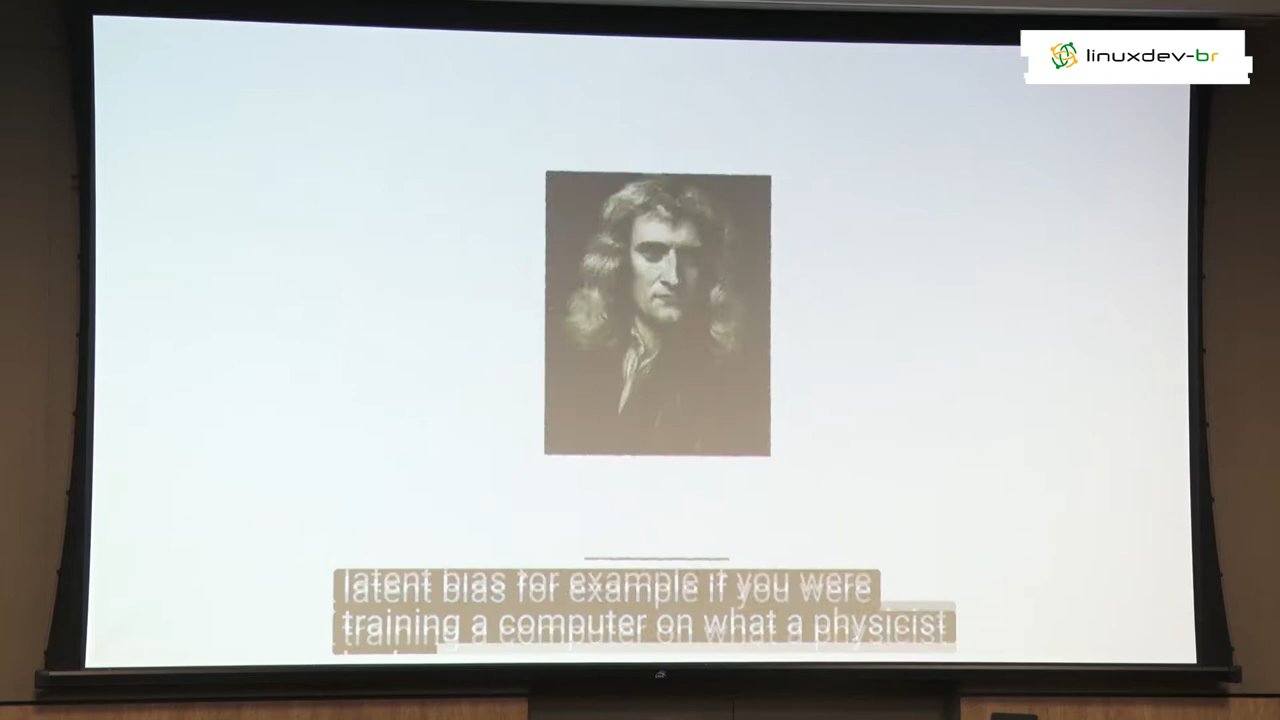 linuxdev-br
latent bias for example if you were
training a computer on what a physicist